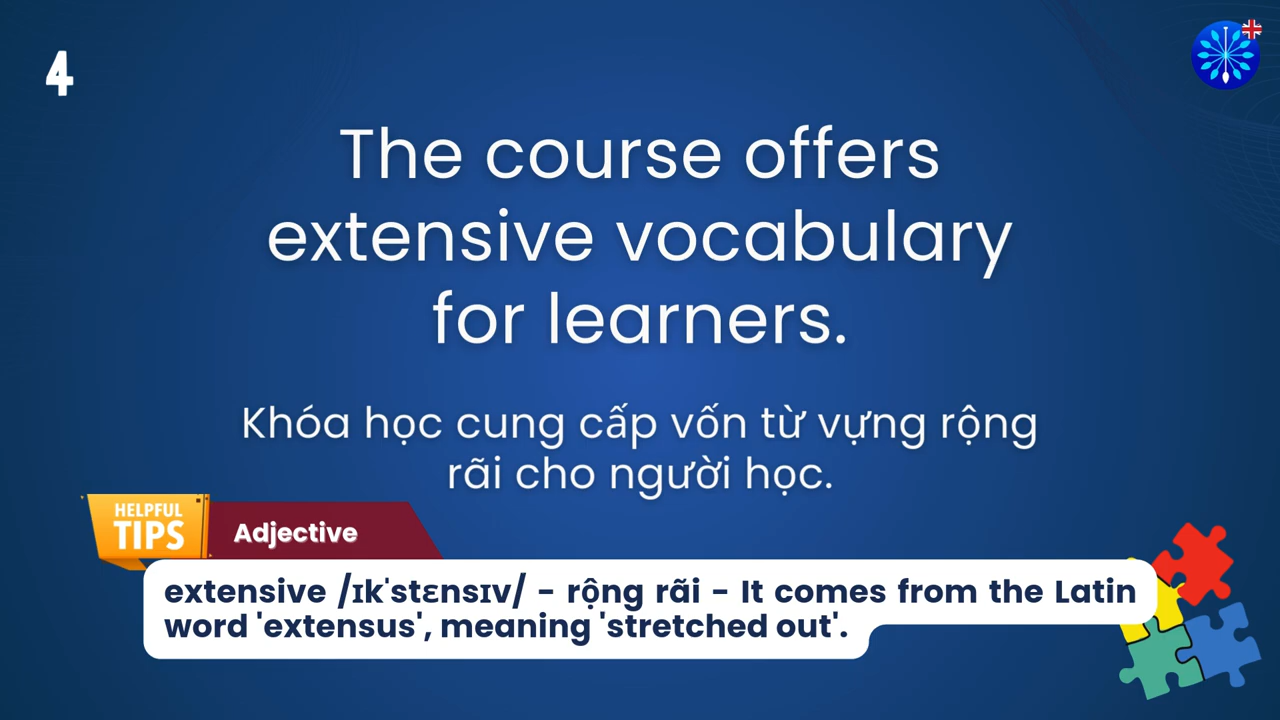 4
The course offers
extensive vocabulary
for learners.
Khóa học cung cấp vốn từ vựng rộng
rãi cho người học.
HELPFUL
TIPS
Adjective
extensive /ɪkˈstɛnsɪv/ - rộng rãi - It comes from the Latin
word 'extensus', meaning 'stretched out'.